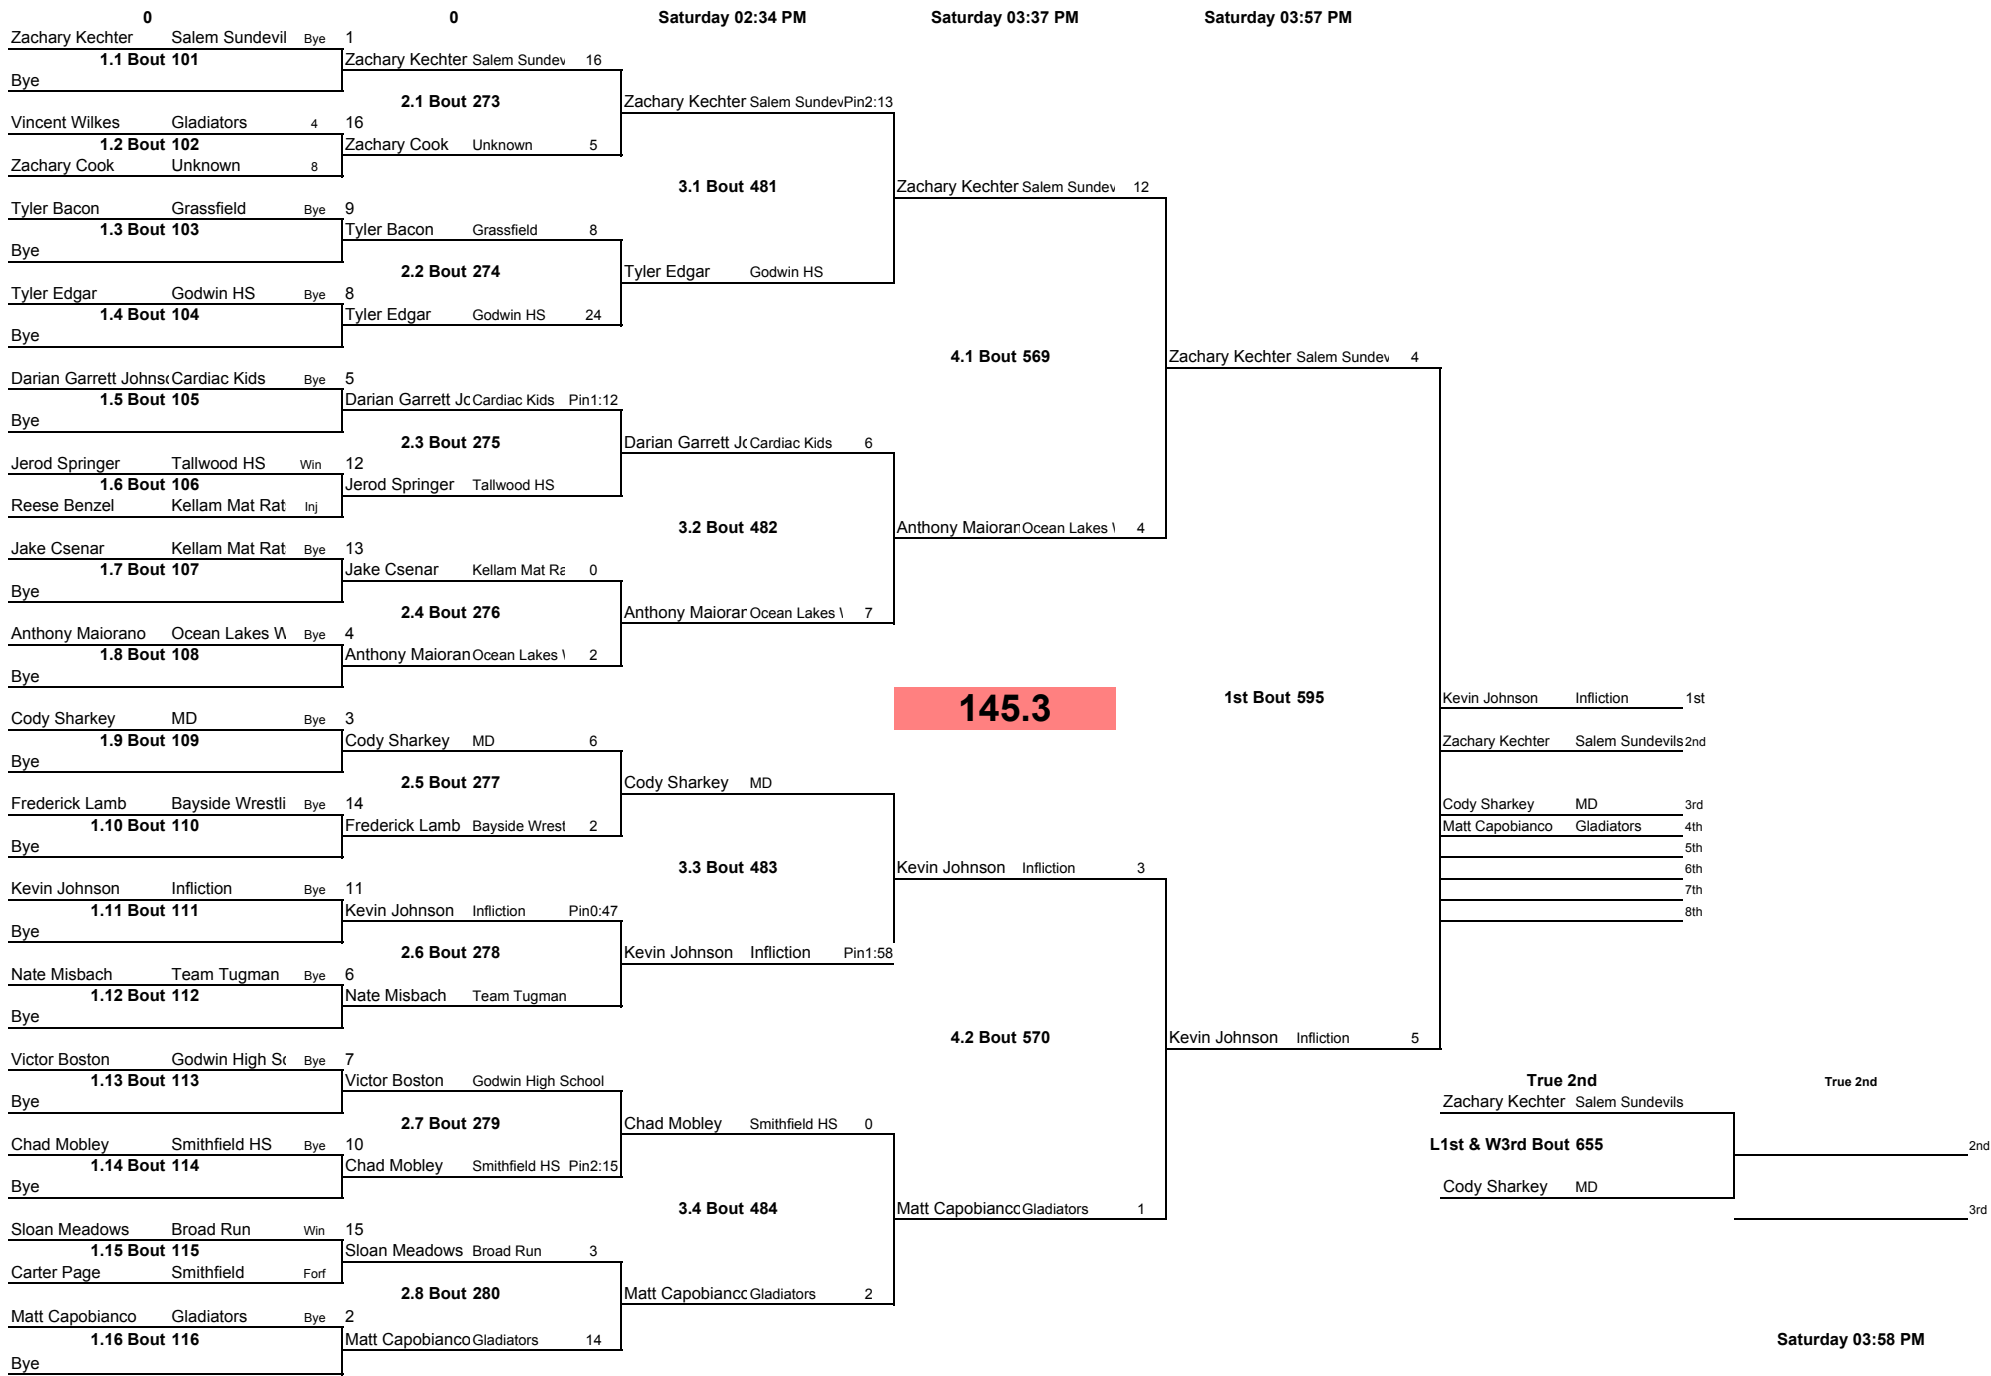 0 0 Saturday 02:34 PM Saturday 03:37 PM Saturday 03:57 PM
Zachary Kechter Salem Sundevil Bye 1
1.1 Bout 101 Zachary Kechter Salem Sundev 16
Bye
2.1 Bout 273 Zachary Kechter Salem Sundev Pin2:13
Vincent Wilkes Gladiators 4 16
1.2 Bout 102 Zachary Cook Unknown 5
Zachary Cook Unknown 8
3.1 Bout 481 Zachary Kechter Salem Sundev 12
Tyler Bacon Grassfield Bye 9
1.3 Bout 103 Tyler Bacon Grassfield 8
Bye
2.2 Bout 274 Tyler Edgar Godwin HS
Tyler Edgar Godwin HS Bye 8
1.4 Bout 104 Tyler Edgar Godwin HS 24
Bye
4.1 Bout 569 Zachary Kechter Salem Sundev 4
Darian Garrett Johns Cardiac Kids Bye 5
1.5 Bout 105 Darian Garrett Jo Cardiac Kids Pin1:12
Bye
2.3 Bout 275 Darian Garrett Jo Cardiac Kids 6
Jerod Springer Tallwood HS Win 12
1.6 Bout 106 Jerod Springer Tallwood HS
Reese Benzel Kellam Mat Rat Inj
3.2 Bout 482 Anthony Maioran Ocean Lakes 4
Jake Csenar Kellam Mat Rat Bye 13
1.7 Bout 107 Jake Csenar Kellam Mat Ra 0
Bye
2.4 Bout 276 Anthony Maioran Ocean Lakes 7
Anthony Maiorano Ocean Lakes W Bye 4
1.8 Bout 108 Anthony Maioran Ocean Lakes 2
Bye
145.3 1st Bout 595 Kevin Johnson Infliction 1st
Cody Sharkey MD Bye 3
1.9 Bout 109 Cody Sharkey MD 6 Zachary Kechter Salem Sundevils 2nd
Bye
2.5 Bout 277 Cody Sharkey MD
Frederick Lamb Bayside Wrestli Bye 14 Cody Sharkey MD 3rd
1.10 Bout 110 Frederick Lamb Bayside Wrest 2 Matt Capobianco Gladiators 4th
Bye 5th
3.3 Bout 483 Kevin Johnson Infliction 3 6th
Kevin Johnson Infliction Bye 11 7th
1.11 Bout 111 Kevin Johnson Infliction Pin0:47 8th
Bye
2.6 Bout 278 Kevin Johnson Infliction Pin1:58
Nate Misbach Team Tugman Bye 6
1.12 Bout 112 Nate Misbach Team Tugman
Bye
4.2 Bout 570 Kevin Johnson Infliction 5
Victor Boston Godwin High Sc Bye 7
1.13 Bout 113 Victor Boston Godwin High School True 2nd True 2nd
Bye Zachary Kechter Salem Sundevils
2.7 Bout 279 Chad Mobley Smithfield HS 0
Chad Mobley Smithfield HS Bye 10 L1st & W3rd Bout 655 2nd
1.14 Bout 114 Chad Mobley Smithfield HS Pin2:15
Bye Cody Sharkey MD
3.4 Bout 484 Matt Capobianco Gladiators 1 3rd
Sloan Meadows Broad Run Win 15
1.15 Bout 115 Sloan Meadows Broad Run 3
Carter Page Smithfield Forf
2.8 Bout 280 Matt Capobianco Gladiators 2
Matt Capobianco Gladiators Bye 2
1.16 Bout 116 Matt Capobianco Gladiators 14 Saturday 03:58 PM
Bye